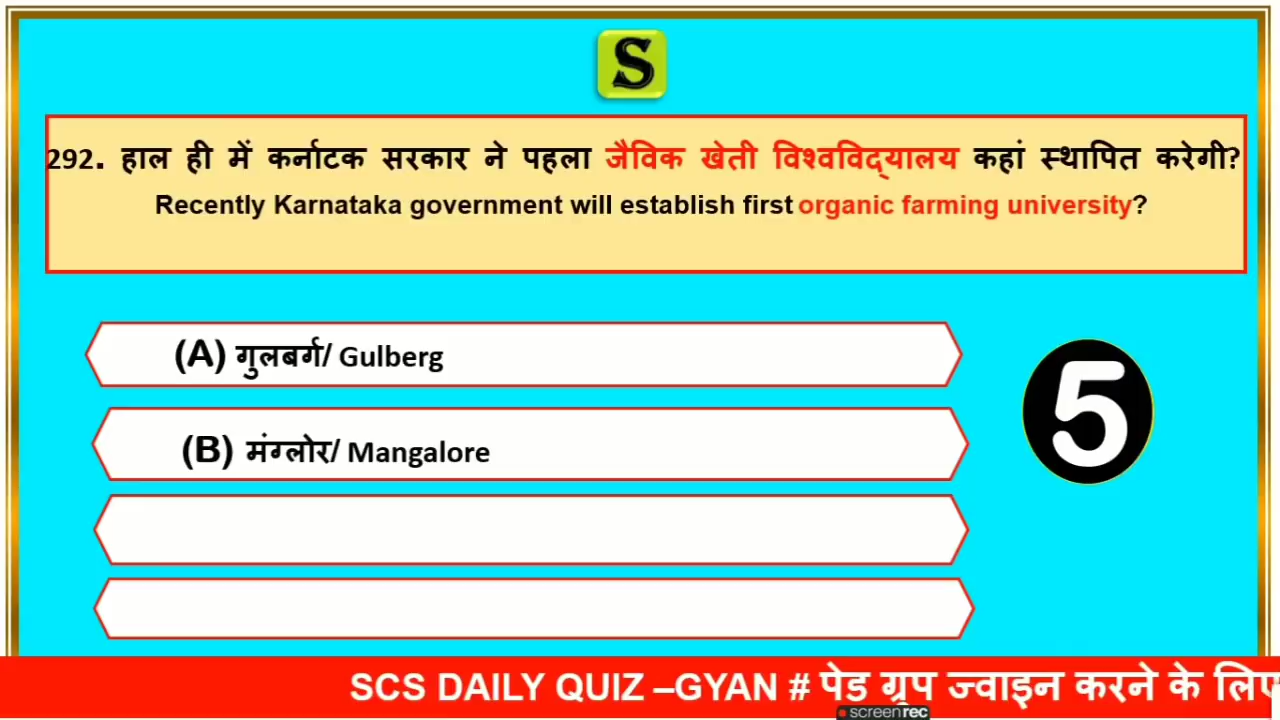 S
292. हाल ही में कर्नाटक सरकार ने पहला जैविक खेती विश्वविद्यालय कहां स्थापित करेगी?
Recently Karnataka government will establish first organic farming university?
(A) गुलबर्ग/ Gulberg
5
(B) मंग्लोर/ Mangalore
SCS DAILY QUIZ –GYAN # पेड ग्रुप ज्वाइन करने के लिए
screenrec